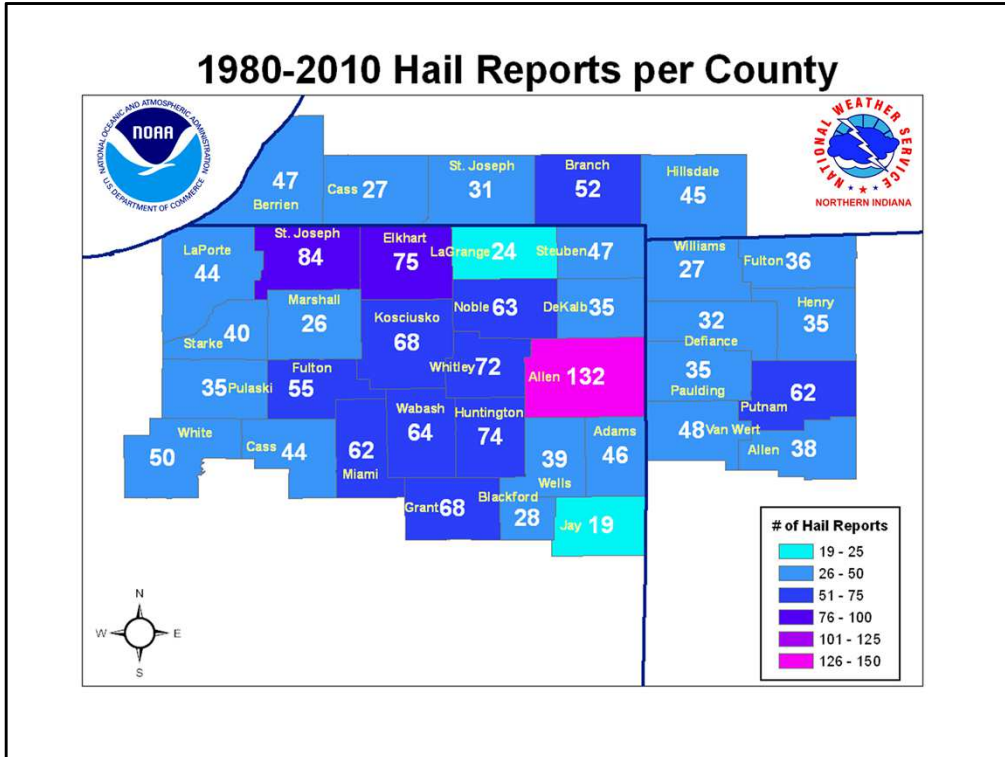 1980-2010 Hail Reports per County
NATIONAL OCEANIC AND ATMOSPHERIC ADMINISTRATION
NOAA
U.S. DEPARTMENT OF COMMERCE
NATIONAL WEATHER SERVICE
NORTHERN INDIANA
47
Berrien
Cass 27
St. Joseph
31
Branch
52
Hillsdale
45
LaPorte
44
St. Joseph
84
Elkhart
75
LaGrange 24
Steuben 47
Williams
27
Fulton 36
Starke 40
Marshall
26
Kosciusko
68
Noble 63
DeKalb 35
32
Defiance
Henry
35
35 Pulaski
Fulton
55
Whitley 72
Allen 132
35
Paulding
62
Putnam
White
50
Cass 44
62
Miami
Wabash
64
Huntington
74
39
Wells
Adams
46
48 Van Wert
Allen 38
Grant 68
Blackford
28
Jay 19
# of Hail Reports
19 - 25
26 - 50
51 - 75
76 - 100
101 - 125
126 - 150
N
W E
S